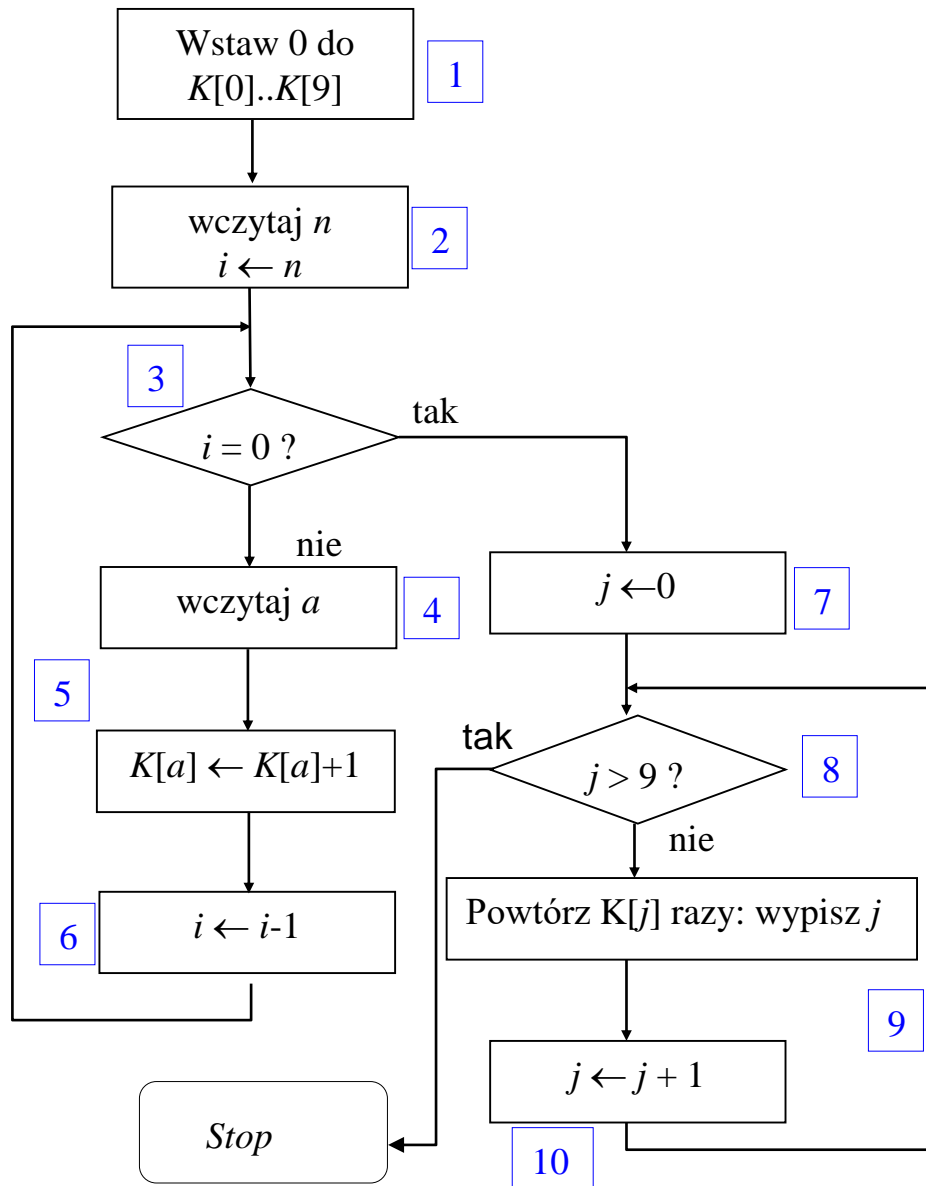 Wstaw 0 do
K[0]..K[9]
1
wczytaj n
i ← n
2
3
i = 0 ?
tak
nie
wczytaj a
4
5
K[a] ← K[a]+1
6
i ← i-1
j ←0
7
tak
j > 9 ?
8
nie
Powtórz K[j] razy: wypisz j
9
j ← j + 1
10
Stop